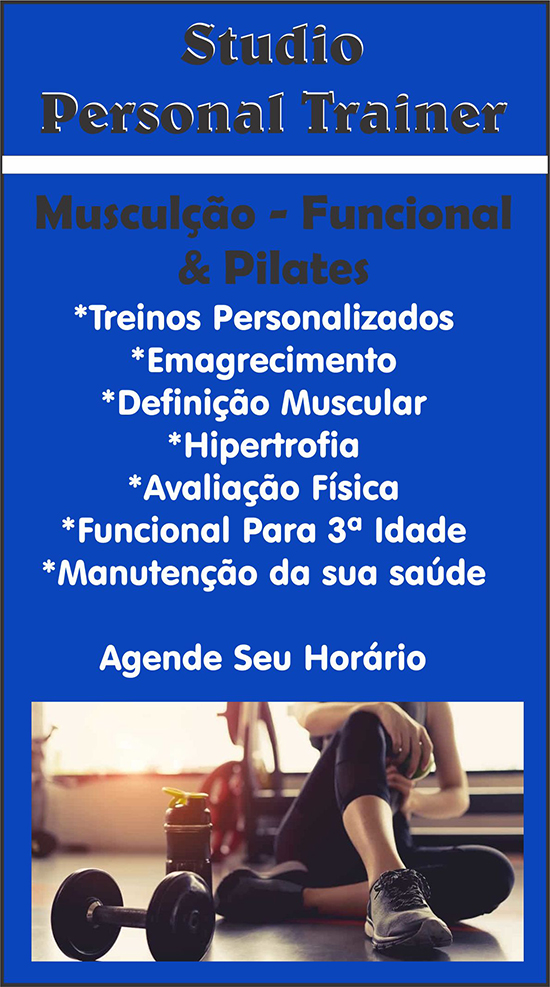 Studio
Personal Trainer
Musculção - Funcional
& Pilates
*Treinos Personalizados
*Emagrecimento
*Definição Muscular
*Hipertrofia
*Avaliação Física
*Funcional Para 3ª Idade
*Manutenção da sua saúde
Agende Seu Horário